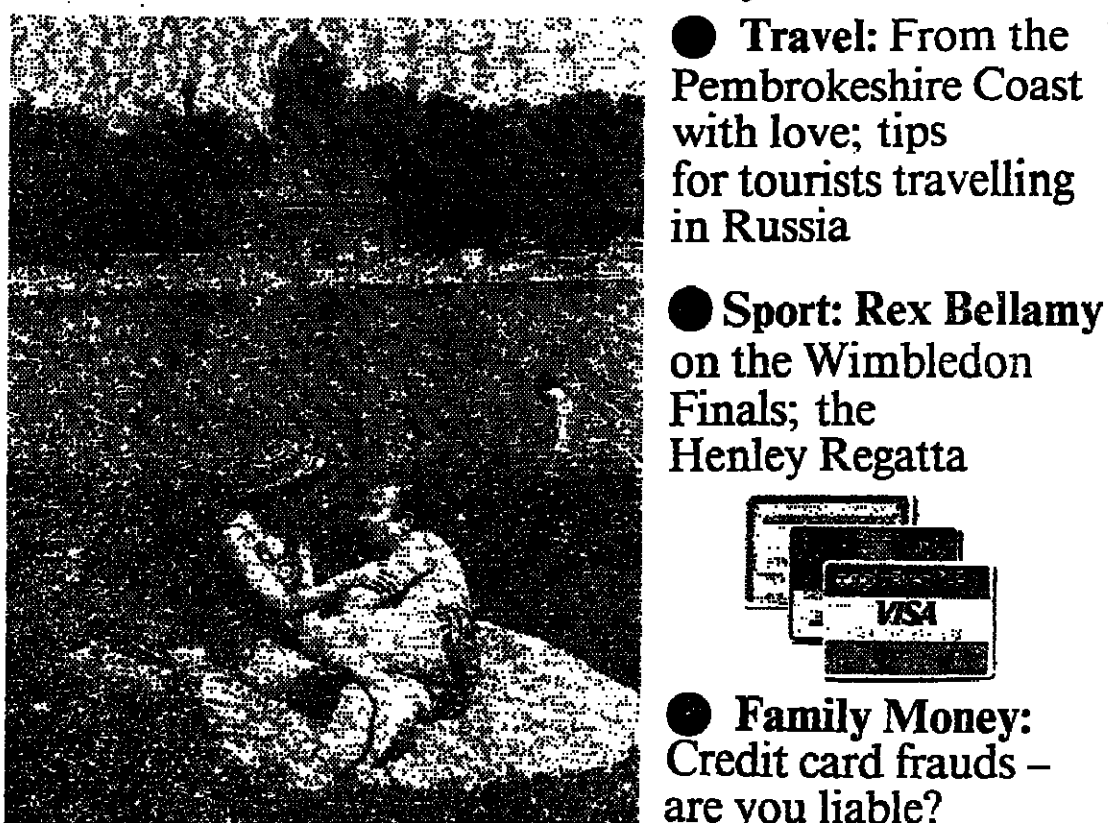 ● Travel: From the
Pembrokeshire Coast
with love; tips
for tourists travelling
in Russia
● Sport: Rex Bellamy
on the Wimbledon
Finals; the
Henley Regatta
VISA
● Family Money:
Credit card frauds –
are you liable?